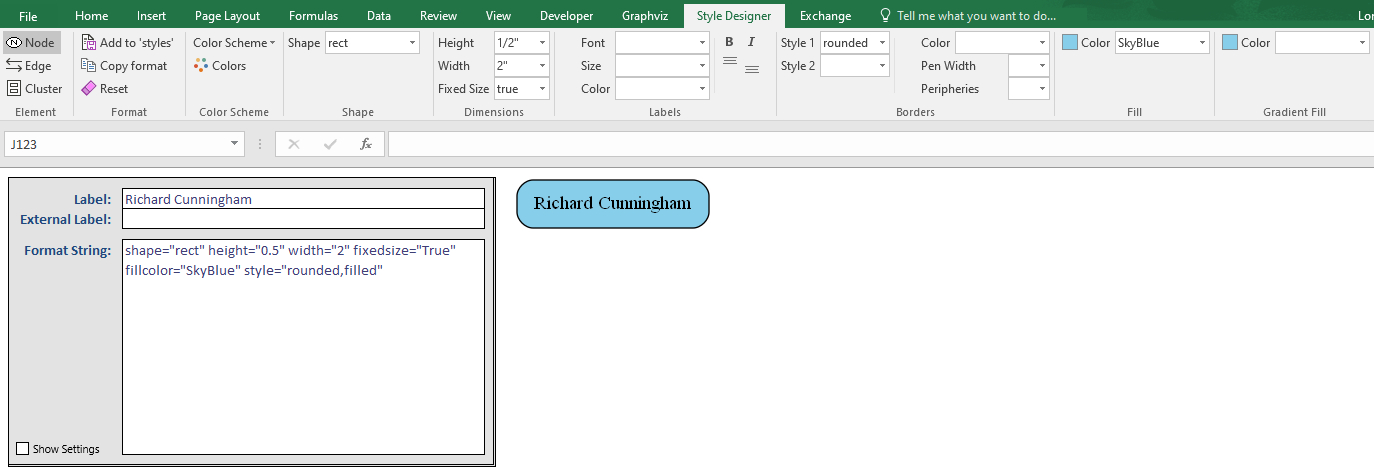 File Home Insert Page Layout Formulas Data Review View Developer Graphviz Style Designer Exchange Tell me what you want to do... Lor
Node Add to 'styles' Color Scheme Shape rect Height 1/2" Font B I Style 1 rounded Color Color SkyBlue Color
Edge Copy format Colors Width 2" Size Style 2 Pen Width
Cluster Reset Fixed Size true Color Peripheries
Element Format Color Scheme Shape Dimensions Labels Borders Fill Gradient Fill
J123 fx
Label: Richard Cunningham Richard Cunningham
External Label:
Format String: shape="rect" height="0.5" width="2" fixedsize="True"
fillcolor="SkyBlue" style="rounded,filled"
Show Settings